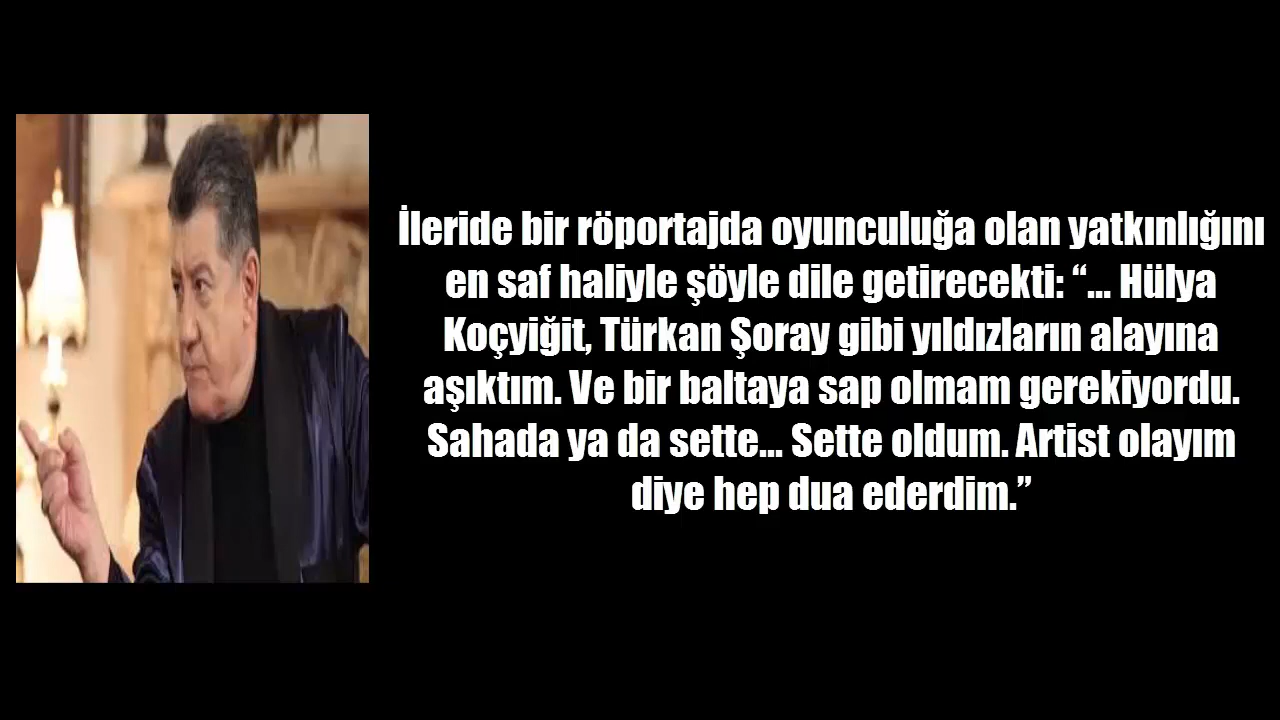 İleride bir röportajda oyunculuğa olan yatkınlığını
en saf haliyle şöyle dile getirecekti: “... Hülya
Koçyiğit, Türkan Şoray gibi yıldızların alayına
aşıktım. Ve bir baltaya sap olmam gerekiyordu.
Sahada ya da sette... Sette oldum. Artist olayım
diye hep dua ederdim.”